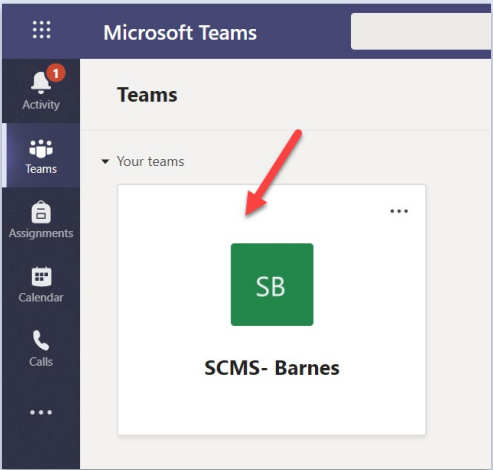 Microsoft Teams
1
Activity
Teams
Assignments
Calendar
Calls
Teams
Your teams
SB
SCMS- Barnes